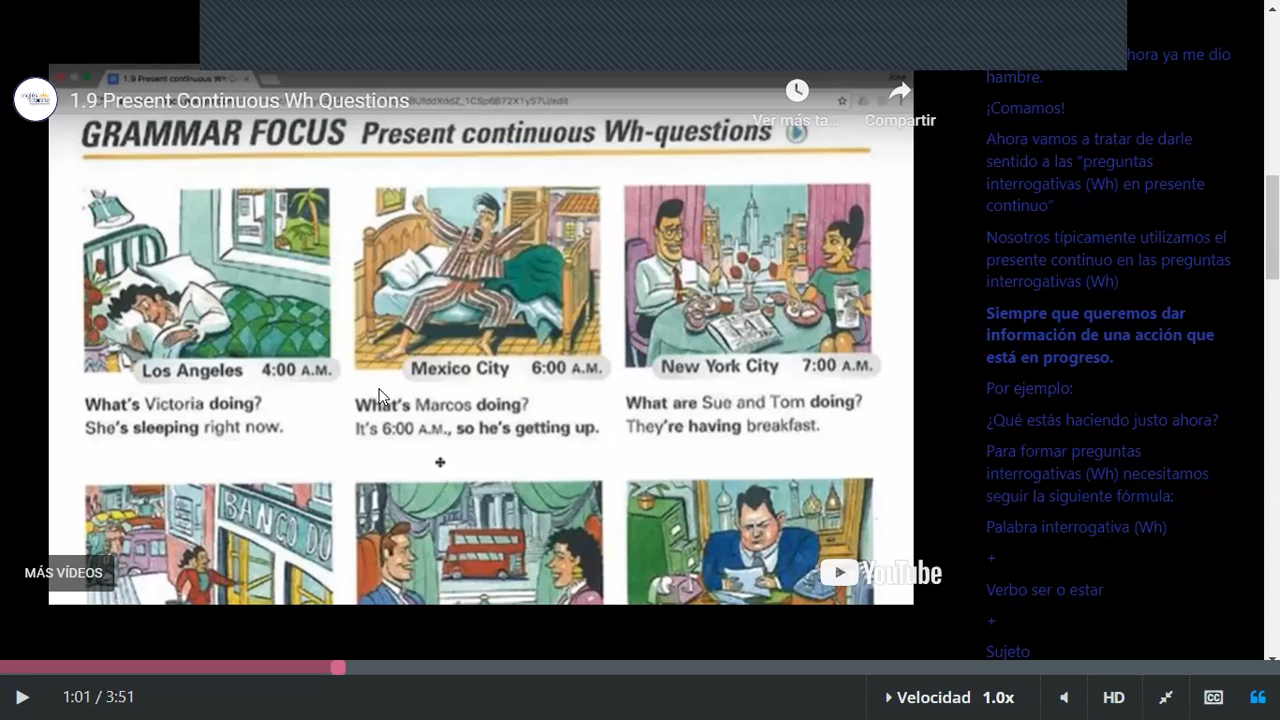 1.9 Present continuous Wh
1.9 Present Continuous Wh Questions
Ver más ta...
Compartir
GRAMMAR FOCUS Present continuous Wh-questions
Los Angeles 4:00 A.M.
Mexico City 6:00 A.M.
New York City 7:00 A.M.
What's Victoria doing?
She's sleeping right now.
What's Marcos doing?
It's 6:00 A.M., so he's getting up.
What are Sue and Tom doing?
They're having breakfast.
BANCO DO
MÁS VÍDEOS
YouTube
hora ya me dio
hambre.
¡Comamos!
Ahora vamos a tratar de darle
sentido a las “preguntas
interrogativas (Wh) en presente
continuo”
Nosotros típicamente utilizamos el
presente continuo en las preguntas
interrogativas (Wh)
Siempre que queremos dar
información de una acción que
está en progreso.
Por ejemplo:
¿Qué estás haciendo justo ahora?
Para formar preguntas
interrogativas (Wh) necesitamos
seguir la siguiente fórmula:
Palabra interrogativa (Wh)
+
Verbo ser o estar
+
Sujeto
1:01 / 3:51
Velocidad 1.0x
HD
CC